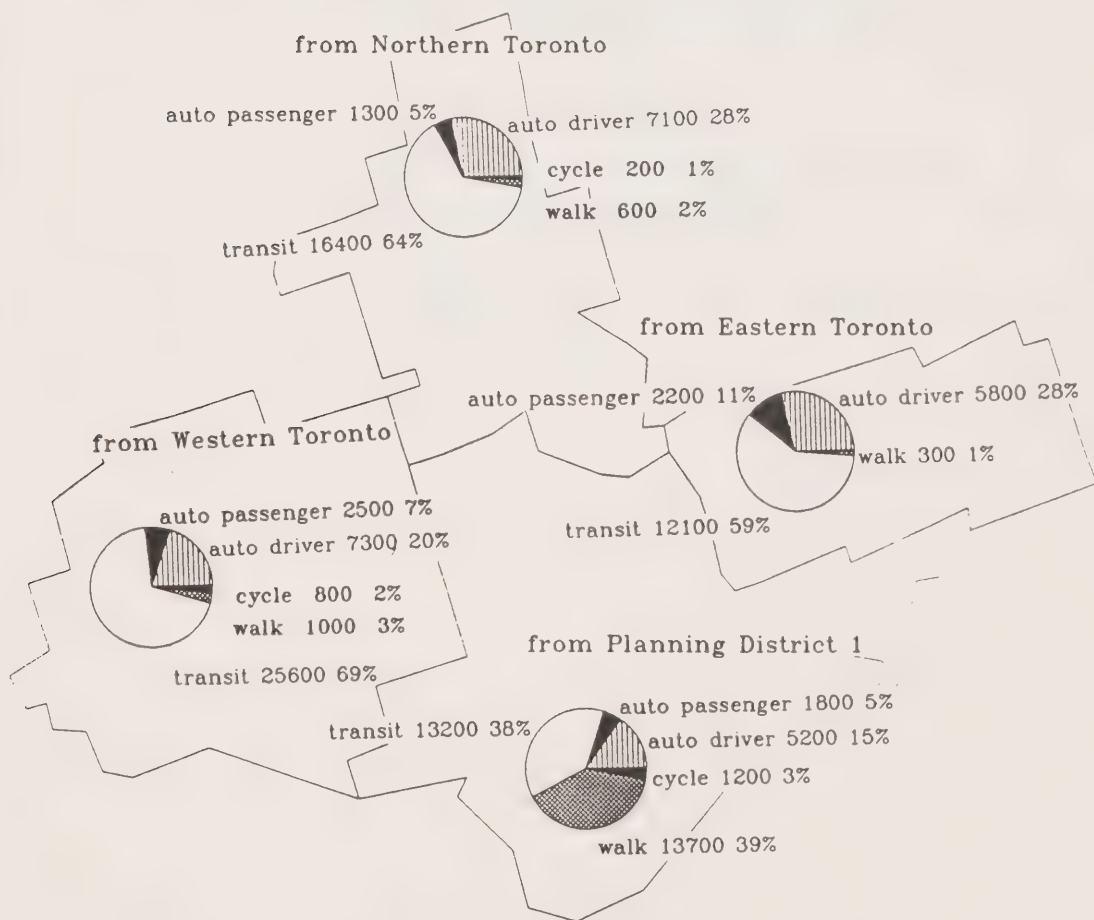 from Northern Toronto
auto passenger 1300 5%
auto driver 7100 28%
cycle 200 1%
walk 600 2%
transit 16400 64%
from Eastern Toronto
auto passenger 2200 11%
auto driver 5800 28%
walk 300 1%
transit 12100 59%
from Western Toronto
auto passenger 2500 7%
auto driver 7300 20%
cycle 800 2%
walk 1000 3%
transit 25600 69%
from Planning District 1
auto passenger 1800 5%
transit 13200 38%
auto driver 5200 15%
cycle 1200 3%
walk 13700 39%